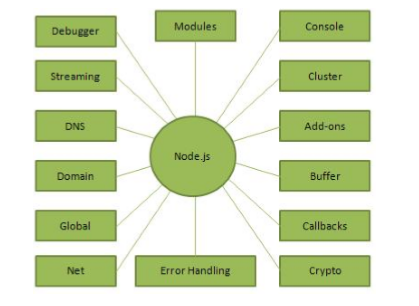 Debugger
Modules
Console
Streaming
Cluster
DNS
Add-ons
Node.js
Domain
Buffer
Global
Callbacks
Net
Error Handling
Crypto